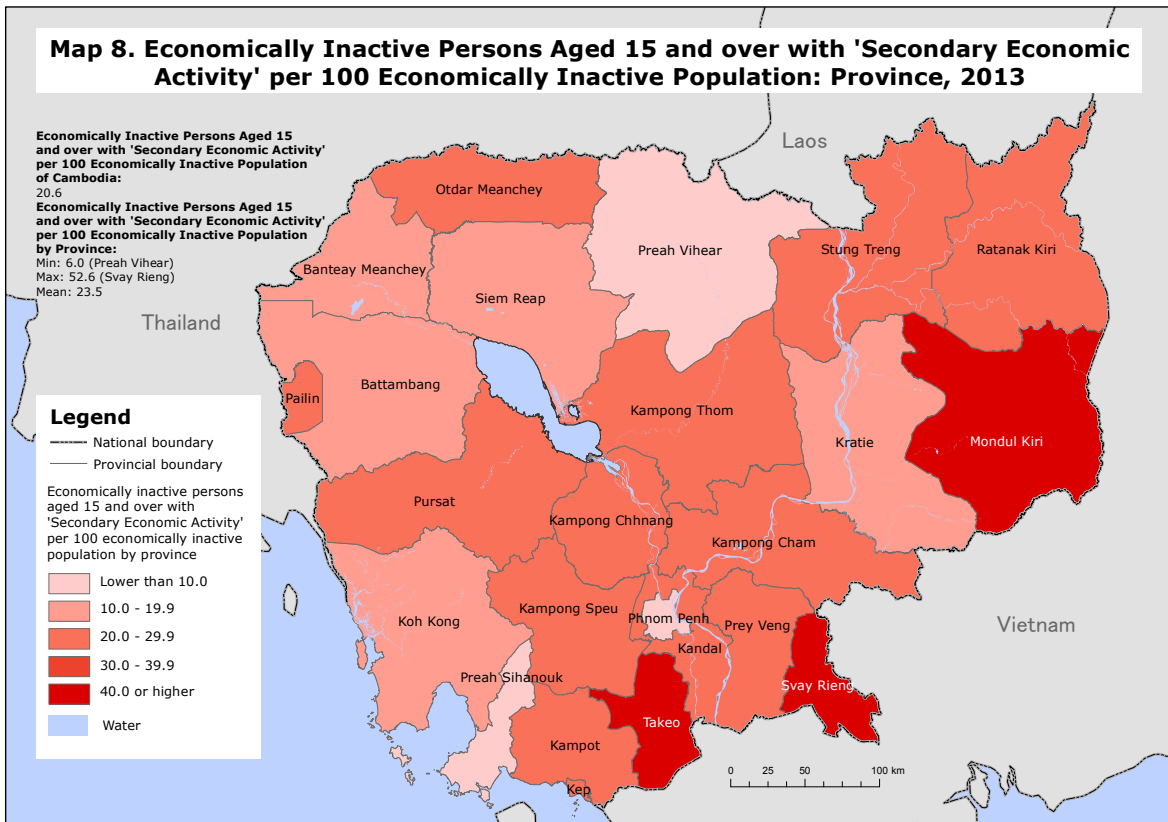 Map 8. Economically Inactive Persons Aged 15 and over with 'Secondary Economic
Activity' per 100 Economically Inactive Population: Province, 2013
Economically Inactive Persons Aged 15
and over with 'Secondary Economic Activity'
per 100 Economically Inactive Population
of Cambodia:
20.6
Economically Inactive Persons Aged 15
and over with 'Secondary Economic Activity'
per 100 Economically Inactive Population
by Province:
Min: 6.0 (Preah Vihear)
Max: 52.6 (Svay Rieng)
Mean: 23.5
Laos
Otdar Meanchey
Preah Vihear
Stung Treng
Ratanak Kiri
Banteay Meanchey
Siem Reap
Thailand
Battambang
Pailin
Kampong Thom
Kratie
Mondul Kiri
Pursat
Kampong Chhnang
Kampong Cham
Kampong Speu
Phnom Penh
Prey Veng
Koh Kong
Kandal
Vietnam
Preah Sihanouk
Svay Rieng
Takeo
Kampot
Kep
Legend
National boundary
Provincial boundary
Economically inactive persons
aged 15 and over with
'Secondary Economic Activity'
per 100 economically inactive
population by province
Lower than 10.0
10.0 - 19.9
20.0 - 29.9
30.0 - 39.9
40.0 or higher
Water
0 25 50 100 km